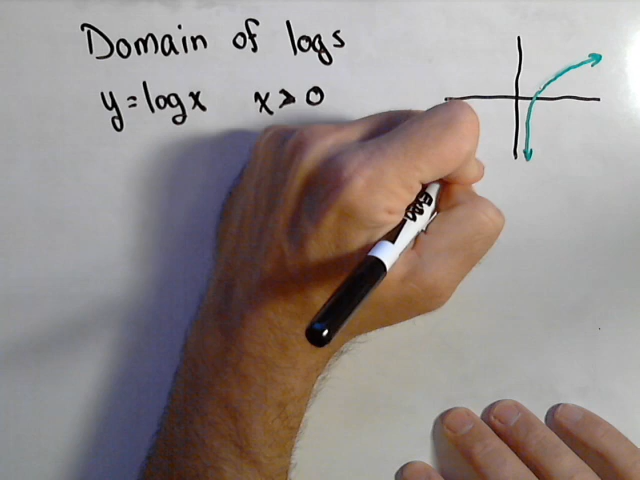 Domain of logs
y = log x x > 0